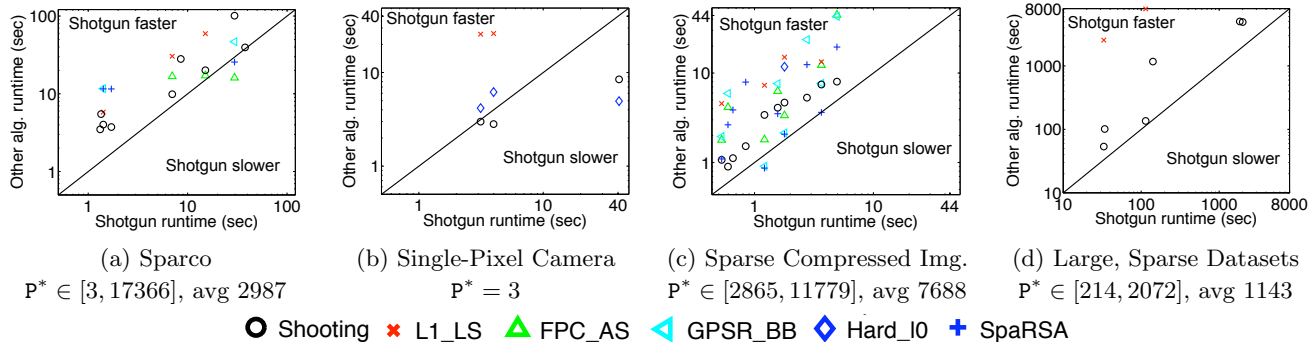 Other alg. runtime (sec)
100
10
1
Shotgun faster
Shotgun slower
1
10
100
Shotgun runtime (sec)
(a) Sparco
P* ∈ [3, 17366], avg 2987
40
10
1
Shotgun faster
Shotgun slower
1
10
40
Shotgun runtime (sec)
(b) Single-Pixel Camera
P* = 3
Other alg. runtime (sec)
44
10
1
Shotgun faster
Shotgun slower
1
10
44
Shotgun runtime (sec)
(c) Sparse Compressed Img.
P* ∈ [2865, 11779], avg 7688
Other alg. runtime (sec)
8000
1000
100
10
Shotgun faster
Shotgun slower
10
100
1000
8000
Shotgun runtime (sec)
(d) Large, Sparse Datasets
P* ∈ [214, 2072], avg 1143
Shooting
L1_LS
FPC_AS
GPSR_BB
Hard_l0
SpaRSA